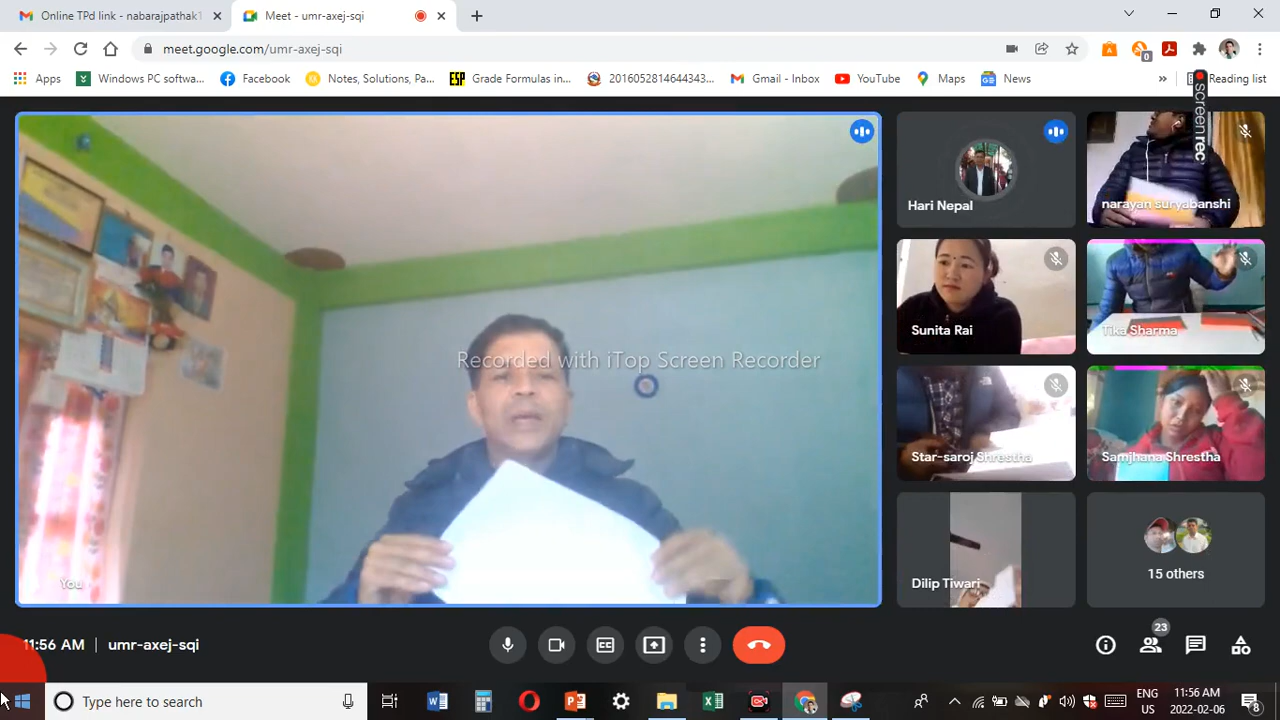 Online TPd link - nabarajpathak1
Meet - umr-axej-sqi
meet.google.com/umr-axej-sqi
0
Apps
Windows PC softwa...
Facebook
Notes, Solutions, Pa...
ESP
Grade Formulas in...
2016052814644343...
Gmail - Inbox
YouTube
Maps
News
»
Reading list
screenrec
Hari Nepal
narayan suryabanshi
Recorded with iTop Screen Recorder
Sunita Rai
Tika Sharma
Star-saroj Shrestha
Samjhana Shrestha
You
Dilip Tiwari
15 others
11:56 AM | umr-axej-sqi
23
Type here to search
ENG
US
11:56 AM
2022-02-06
8